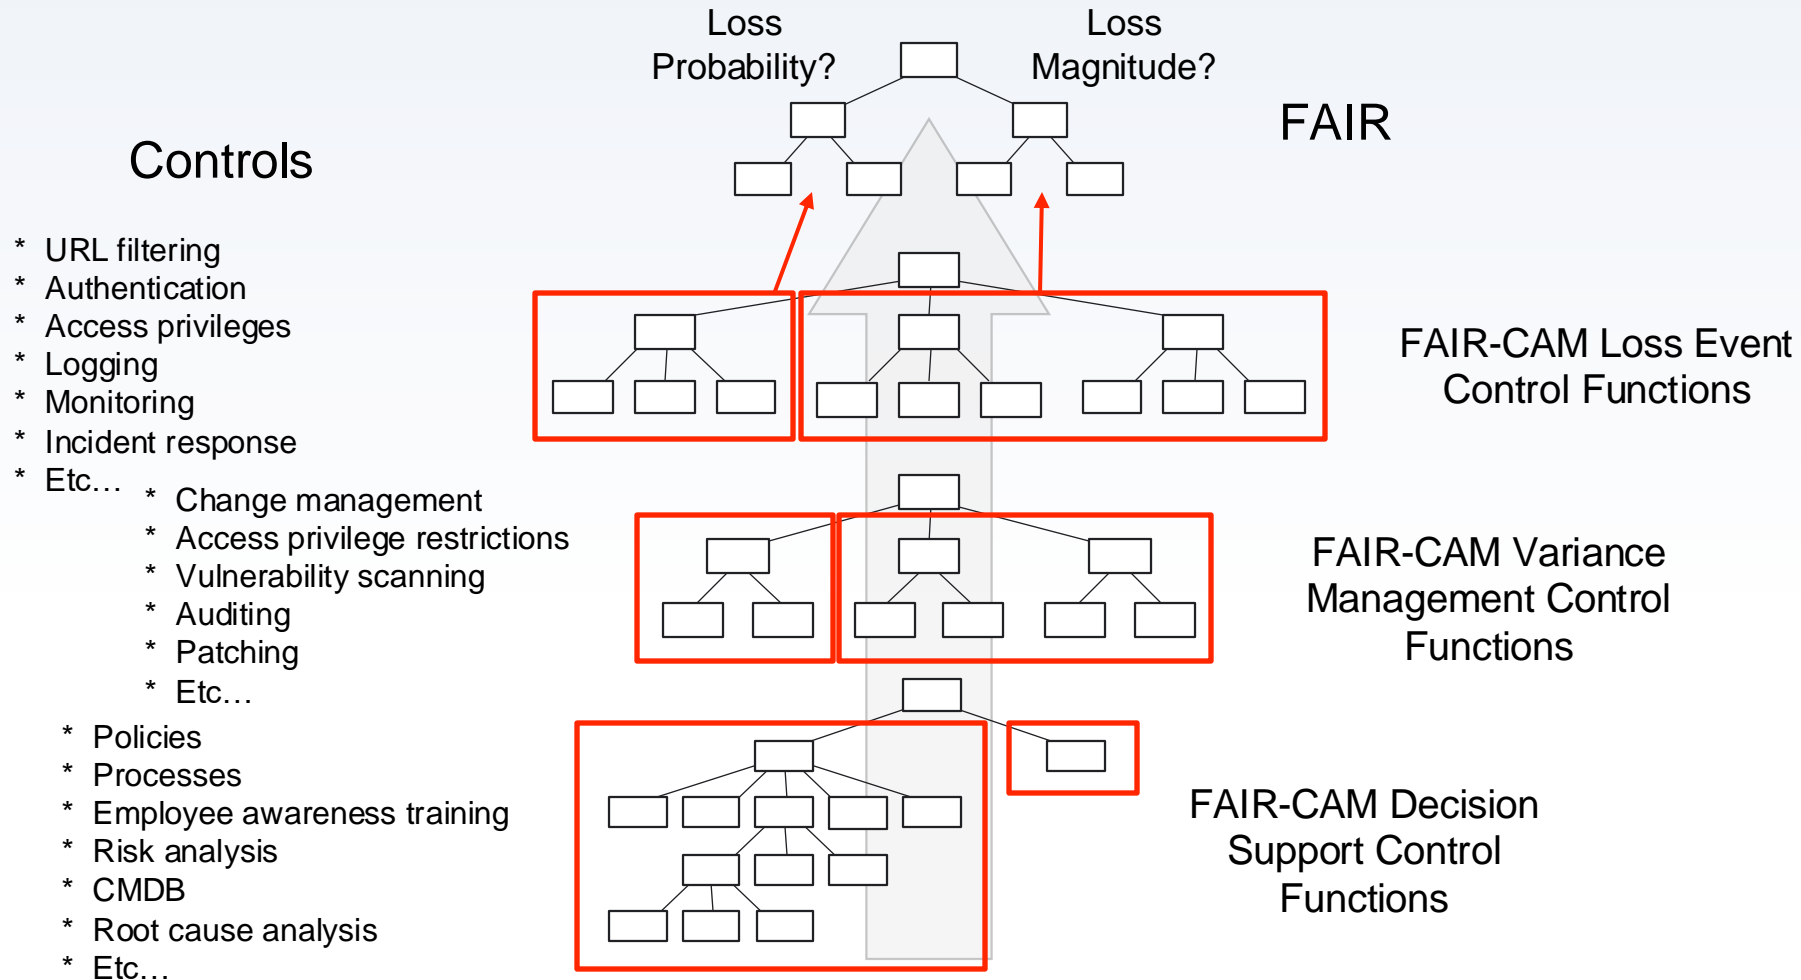 Loss
Probability?
Loss
Magnitude?
FAIR
Controls
* URL filtering
* Authentication
* Access privileges
* Logging
* Monitoring
* Incident response
* Etc…
FAIR-CAM Loss Event
Control Functions
* Change management
* Access privilege restrictions
* Vulnerability scanning
* Auditing
* Patching
* Etc…
FAIR-CAM Variance
Management Control
Functions
* Policies
* Processes
* Employee awareness training
* Risk analysis
* CMDB
* Root cause analysis
* Etc…
FAIR-CAM Decision
Support Control
Functions